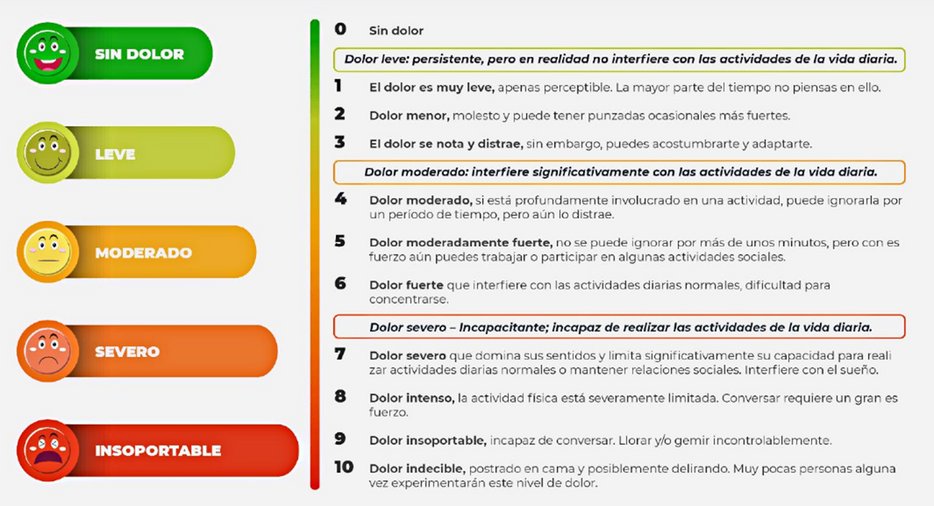 SIN DOLOR
LEVE
MODERADO
SEVERO
INSOPORTABLE
0 Sin dolor
Dolor leve: persistente, pero en realidad no interfiere con las actividades de la vida diaria.
1 El dolor es muy leve, apenas perceptible. La mayor parte del tiempo no piensas en ello.
2 Dolor menor, molesto y puede tener punzadas ocasionales más fuertes.
3 El dolor se nota y distrae, sin embargo, puedes acostumbrarte y adaptarte.
Dolor moderado: interfiere significativamente con las actividades de la vida diaria.
4 Dolor moderado, si está profundamente involucrado en una actividad, puede ignorarla por
un período de tiempo, pero aún lo distrae.
5 Dolor moderadamente fuerte, no se puede ignorar por más de unos minutos, pero con es
fuerzo aún puedes trabajar o participar en algunas actividades sociales.
6 Dolor fuerte que interfiere con las actividades diarias normales, dificultad para
concentrarse.
Dolor severo – Incapacitante; incapaz de realizar las actividades de la vida diaria.
7 Dolor severo que domina sus sentidos y limita significativamente su capacidad para reali
zar actividades diarias normales o mantener relaciones sociales. Interfiere con el sueño.
8 Dolor intenso, la actividad física está severamente limitada. Conversar requiere un gran es
fuerzo.
9 Dolor insoportable, incapaz de conversar. Llorar y/o gemir incontrolablemente.
10 Dolor indecible, postrado en cama y posiblemente delirando. Muy pocas personas alguna
vez experimentarán este nivel de dolor.